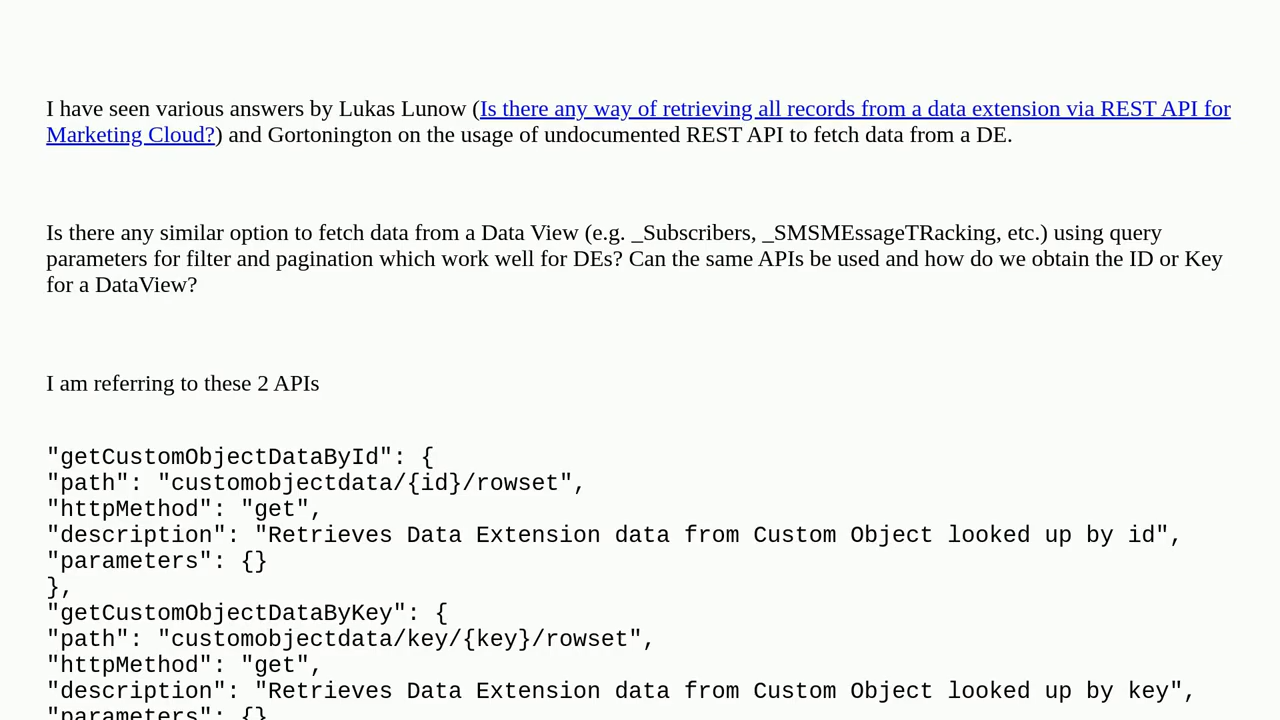 I have seen various answers by Lukas Lunow (Is there any way of retrieving all records from a data extension via REST API for
Marketing Cloud?) and Gortonington on the usage of undocumented REST API to fetch data from a DE.
Is there any similar option to fetch data from a Data View (e.g. _Subscribers, _SMSMEssageTRacking, etc.) using query
parameters for filter and pagination which work well for DEs? Can the same APIs be used and how do we obtain the ID or Key
for a DataView?
I am referring to these 2 APIs
"getCustomObjectDataById": {
"path": "customobjectdata/{id}/rowset",
"httpMethod": "get",
"description": "Retrieves Data Extension data from Custom Object looked up by id",
"parameters": {}
},
"getCustomObjectDataByKey": {
"path": "customobjectdata/key/{key}/rowset",
"httpMethod": "get",
"description": "Retrieves Data Extension data from Custom Object looked up by key",
"parameters": {}